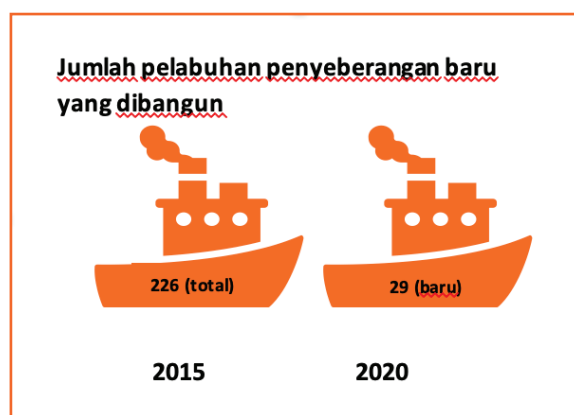 Jumlah pelabuhan penyeberangan baru
yang dibangun
226 (total)
29 (baru)
2015
2020